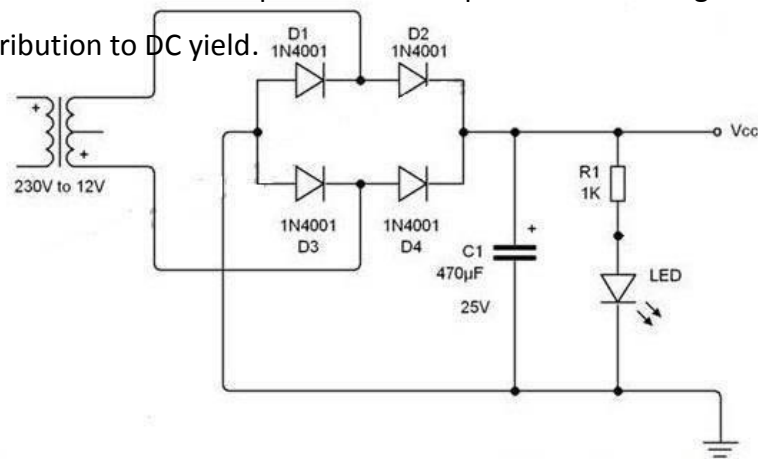 ribution to DC yield.
D1
1N4001
D2
1N4001
+
+
230V to 12V
1N4001
D3
1N4001
D4
+
C1
470µF
25V
R1
1K
LED
Vcc